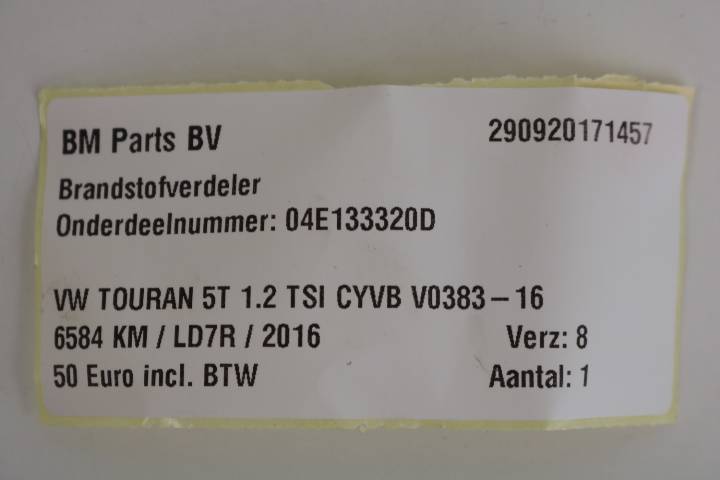 BM Parts BV 290920171457
Brandstofverdeler
Onderdeelnummer: 04E133320D
VW TOURAN 5T 1.2 TSI CYVB V0383-16
6584 KM / LD7R / 2016 Verz: 8
50 Euro incl. BTW Aantal: 1